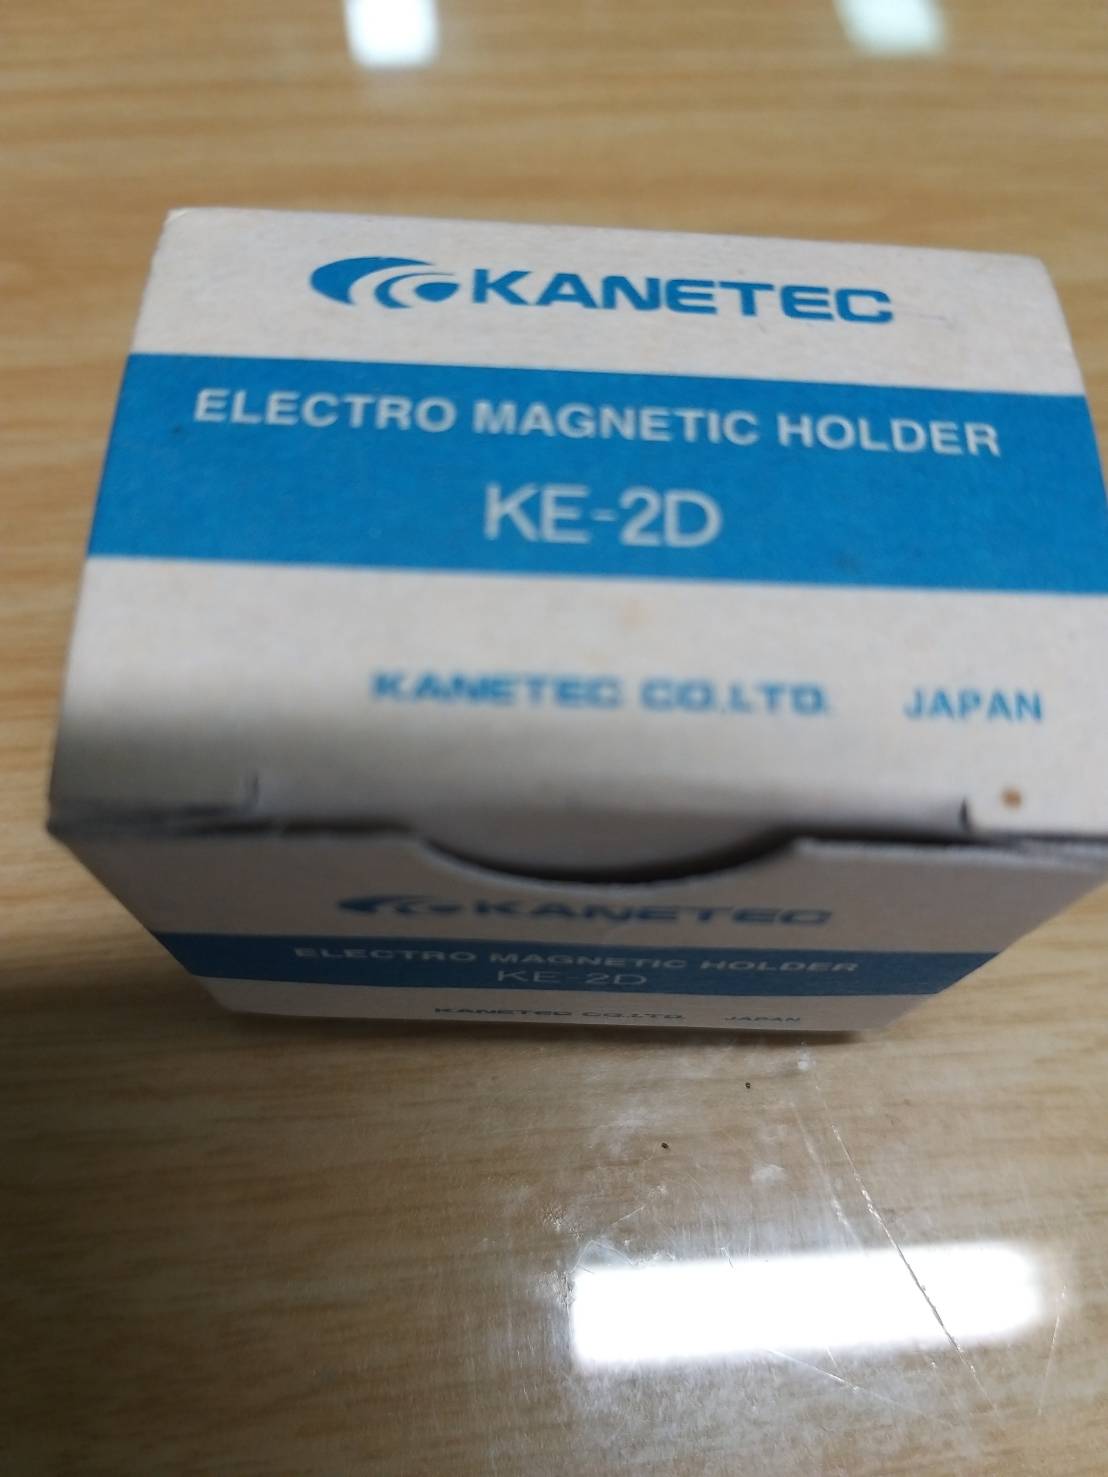 KANETEC
ELECTRO MAGNETIC HOLDER
KE-2D
KANETEC CO.LTD. JAPAN
KANETEC
ELECTRO MAGNETIC HOLDER
KE-2D
KANETEC CO.LTD. JAPAN